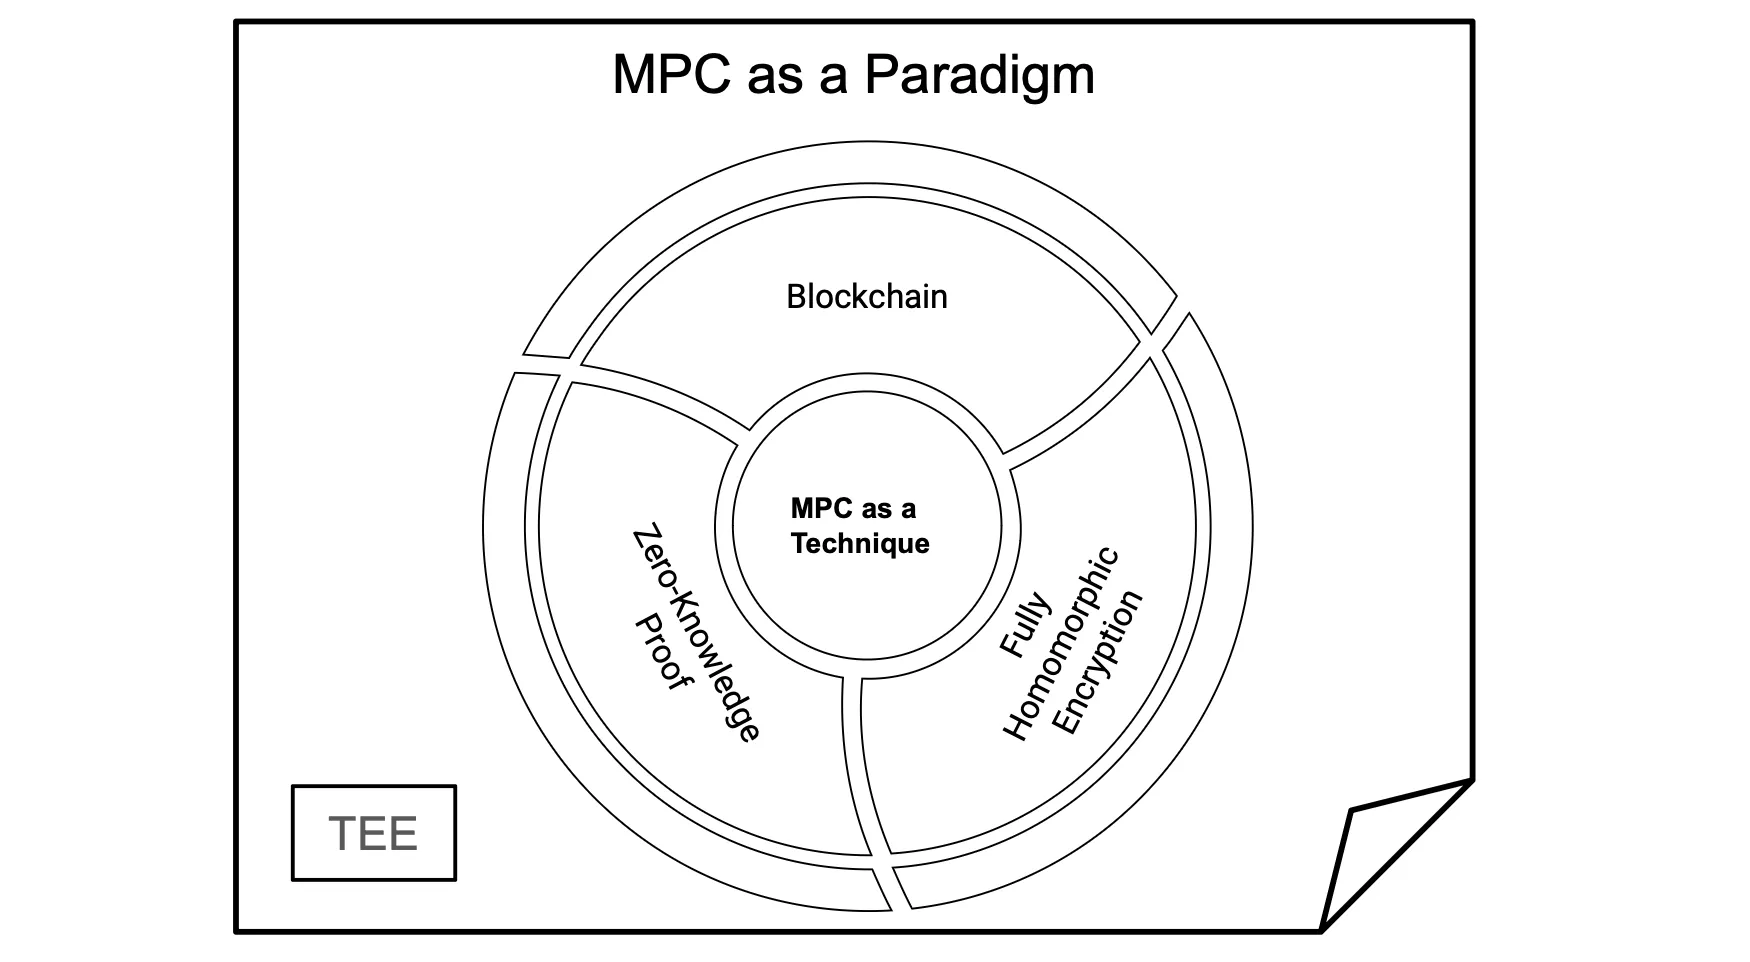 MPC as a Paradigm
Blockchain
MPC as a
Technique
Zero-Knowledge
Proof
Fully
Homomorphic
Encryption
TEE